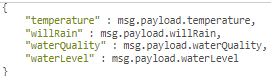 {
"temperature" : msg.payload.temperature,
"willRain" : msg.payload.willRain,
"waterQuality" : msg.payload.waterQuality,
"waterLevel" : msg.payload.waterLevel
}